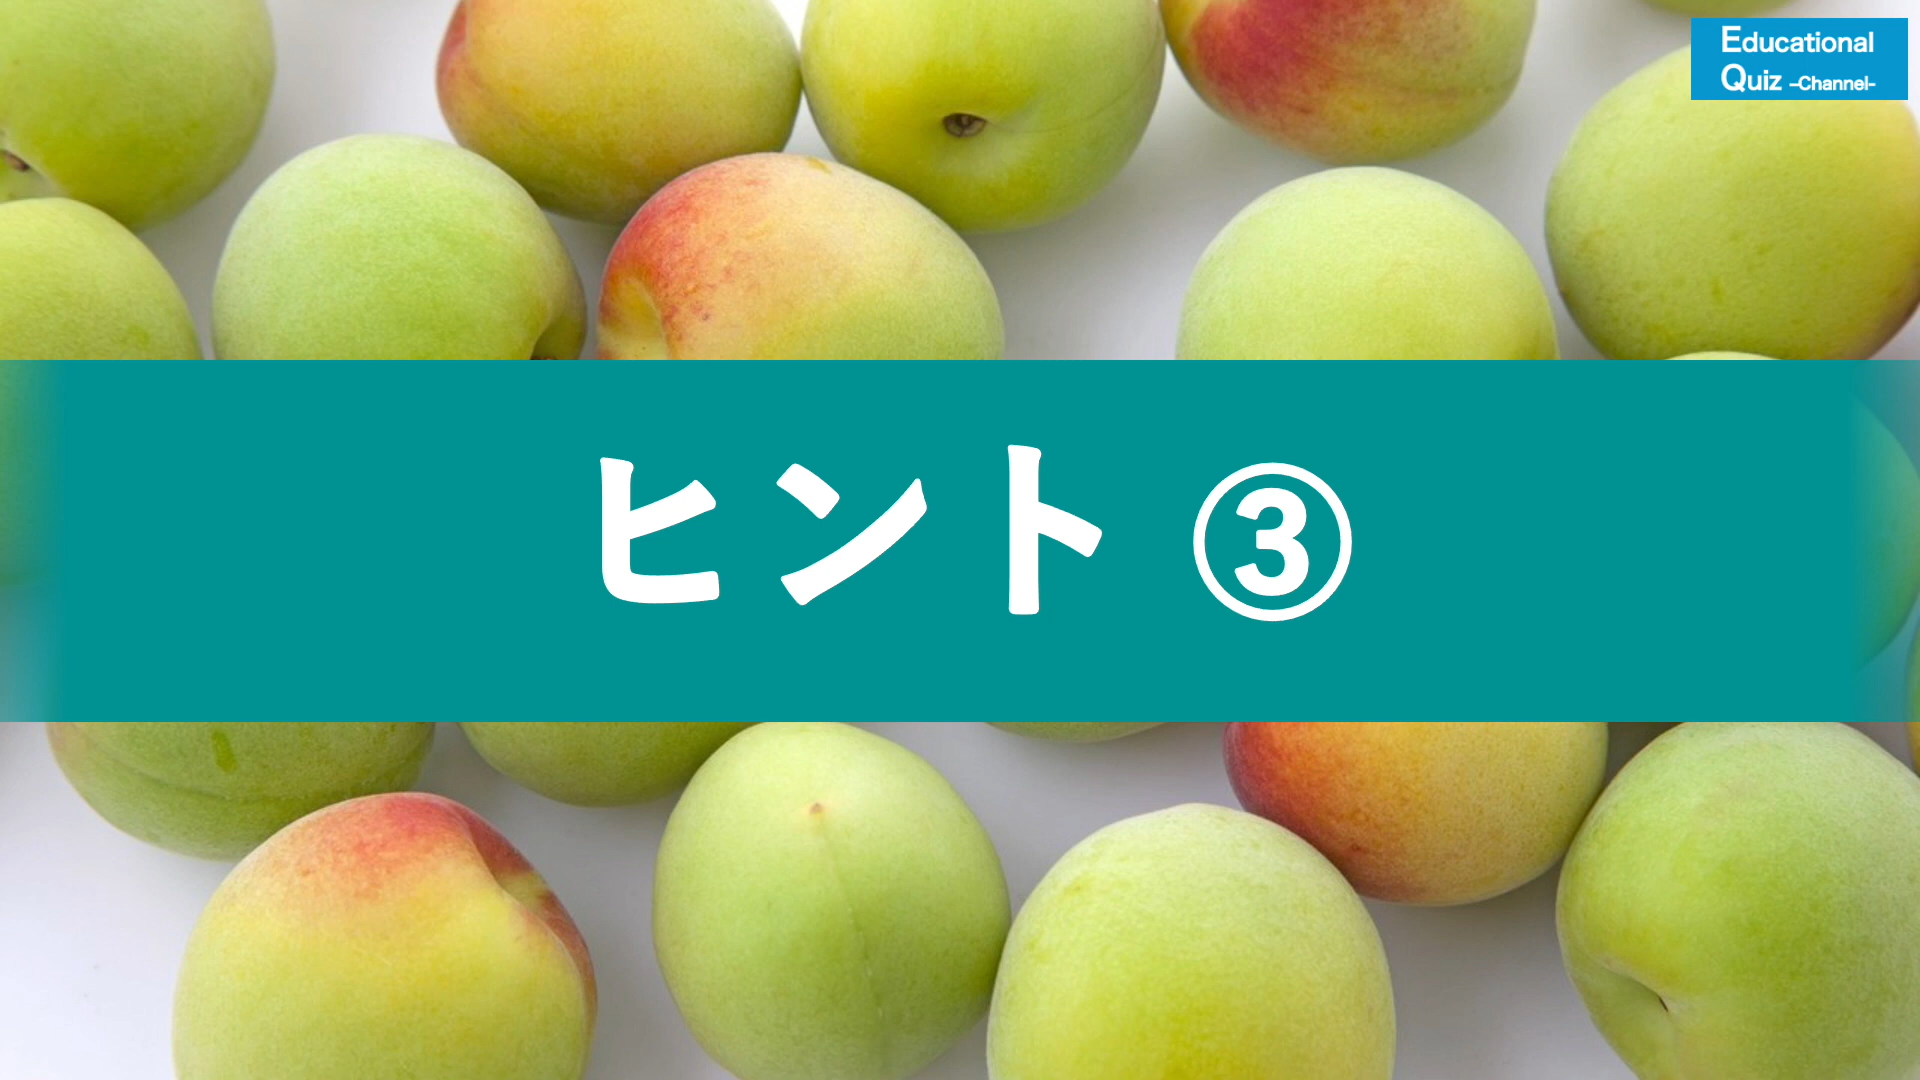 Educational
Quiz -Channel-
ヒント ③